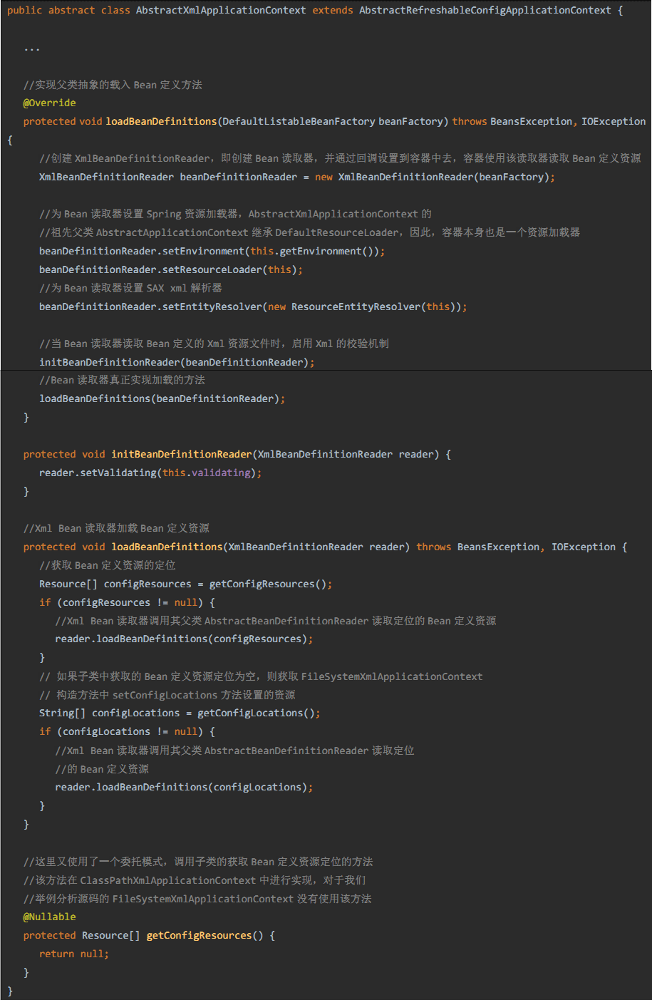 public abstract class AbstractXmlApplicationContext extends AbstractRefreshableConfigApplicationContext {
...
//实现父类抽象的载入 Bean 定义方法
@Override
protected void loadBeanDefinitions(DefaultListableBeanFactory beanFactory) throws BeansException, IOException
{
//创建 XmlBeanDefinitionReader，即创建 Bean 读取器，并通过回调设置到容器中去，容器使用该读取器读取 Bean 定义资源
XmlBeanDefinitionReader beanDefinitionReader = new XmlBeanDefinitionReader(beanFactory);
//为 Bean 读取器设置 Spring 资源加载器，AbstractXmlApplicationContext 的
//祖先父类 AbstractApplicationContext 继承 DefaultResourceLoader，因此，容器本身也是一个资源加载器
beanDefinitionReader.setEnvironment(this.getEnvironment());
beanDefinitionReader.setResourceLoader(this);
//为 Bean 读取器设置 SAX xml 解析器
beanDefinitionReader.setEntityResolver(new ResourceEntityResolver(this));
//当 Bean 读取器读取 Bean 定义的 Xml 资源文件时，启用 Xml 的校验机制
initBeanDefinitionReader(beanDefinitionReader);
//Bean 读取器真正实现加载的方法
loadBeanDefinitions(beanDefinitionReader);
}
protected void initBeanDefinitionReader(XmlBeanDefinitionReader reader) {
reader.setValidating(this.validating);
}
//Xml Bean 读取器加载 Bean 定义资源
protected void loadBeanDefinitions(XmlBeanDefinitionReader reader) throws BeansException, IOException {
//获取 Bean 定义资源的定位
Resource[] configResources = getConfigResources();
if (configResources != null) {
//Xml Bean 读取器调用其父类 AbstractBeanDefinitionReader 读取定位的 Bean 定义资源
reader.loadBeanDefinitions(configResources);
}
// 如果子类中获取的 Bean 定义资源定位为空，则获取 FileSystemXmlApplicationContext
// 构造方法中 setConfigLocations 方法设置的资源
String[] configLocations = getConfigLocations();
if (configLocations != null) {
//Xml Bean 读取器调用其父类 AbstractBeanDefinitionReader 读取定位
//的 Bean 定义资源
reader.loadBeanDefinitions(configLocations);
}
}
//这里又使用了一个委托模式，调用子类的获取 Bean 定义资源定位的方法
//该方法在 ClassPathXmlApplicationContext 中进行实现，对于我们
//举例分析源码的 FileSystemXmlApplicationContext 没有使用该方法
@Nullable
protected Resource[] getConfigResources() {
return null;
}
}